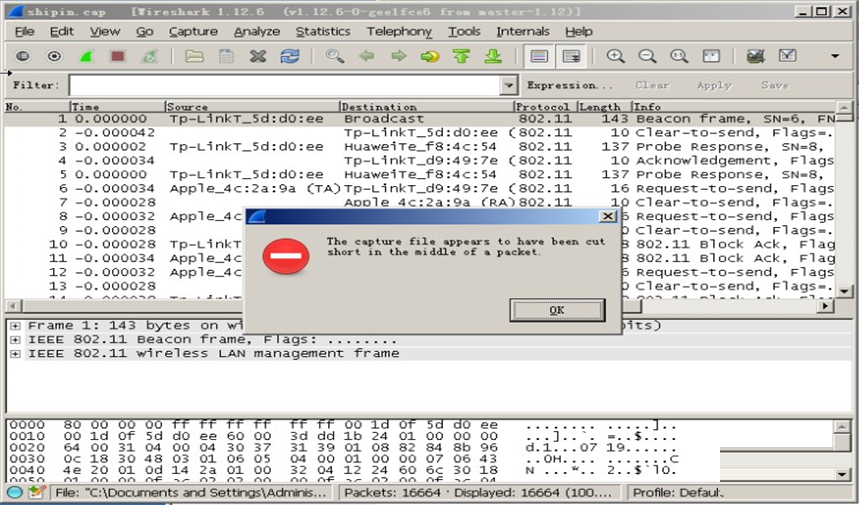 shipin.cap [Wireshark 1.12.6 (v1.12.6-0-gee1fce6 from master-1.12)]
File Edit View Go Capture Analyze Statistics Telephony Tools Internals Help
Filter: Expression... Clear Apply Save
No. Time Source Destination Protocol Length Info
1 0.000000 Tp-LinkT_5d:d0:ee Broadcast 802.11 143 Beacon frame, SN=6, FN
2 -0.000042 Tp-LinkT_5d:d0:ee ( 802.11 10 Clear-to-send, Flags=.
3 0.000002 Tp-LinkT_5d:d0:ee HuaweiTe_f8:4c:54 802.11 137 Probe Response, SN=8,
4 -0.000034 Tp-LinkT_d9:49:7e ( 802.11 10 Acknowledgement, Flags
5 0.000000 Tp-LinkT_5d:d0:ee HuaweiTe_f8:4c:54 802.11 137 Probe Response, SN=8,
6 -0.000034 Apple_4c:2a:9a (TA) Tp-LinkT_d9:49:7e ( 802.11 16 Request-to-send, Flags
7 -0.000028 Apple_4c:2a:9a (RA) 802.11 10 Clear-to-send, Flags=.
8 -0.000032 Apple_4c 6 Request-to-send, Flags
9 -0.000028 0 Clear-to-send, Flags=.
10 -0.000028 Tp-LinkT 8 802.11 Block Ack, Flag
11 -0.000034 Apple_4c 8 802.11 Block Ack, Flag
12 -0.000032 Apple_4c 6 Request-to-send, Flags
13 -0.000028 0 Clear-to-send, Flags=.
The capture file appears to have been cut
short in the middle of a packet.
OK
Frame 1: 143 bytes on wi its)
IEEE 802.11 Beacon frame, Flags: ........
IEEE 802.11 wireless LAN management frame
0000 80 00 00 00 ff ff ff ff ff ff 00 1d 0f 5d d0 ee ........ .....]..
0010 00 1d 0f 5d d0 ee 60 00 3d dd 1b 24 01 00 00 00 ...]..`. =..$....
0020 64 00 31 04 00 04 30 37 31 39 01 08 82 84 8b 96 d.1...07 19......
0030 0c 18 30 48 03 01 06 05 04 00 01 00 00 07 06 43 ..0H.... .......C
0040 4e 20 01 0d 14 2a 01 00 32 04 12 24 60 6c 30 18 N ...*.. 2..$`l0.
File: "C:\Documents and Settings\Adminis... Packets: 16664 · Displayed: 16664 (100.... Profile: Defaul.